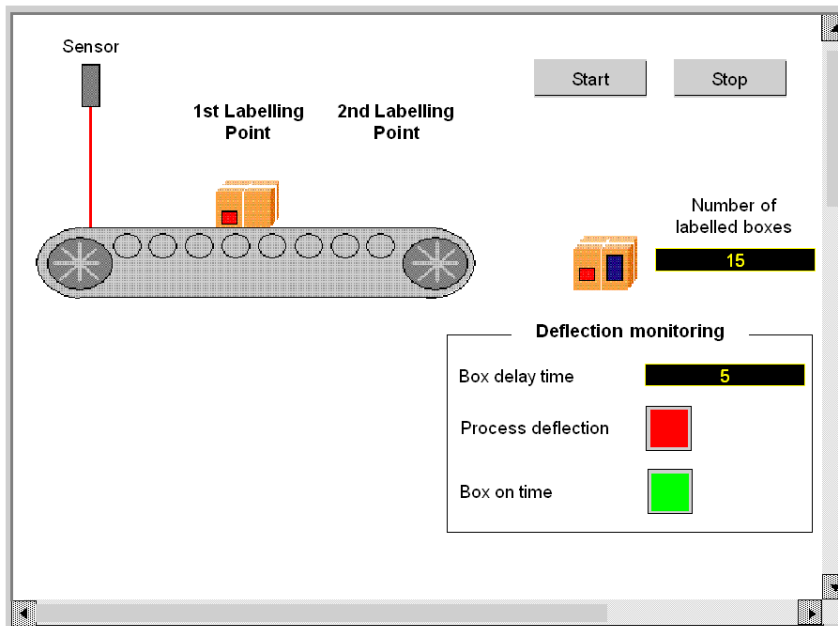 Sensor
Start
Stop
1st Labelling
Point
2nd Labelling
Point
Number of
labelled boxes
15
Deflection monitoring
Box delay time
5
Process deflection
Box on time